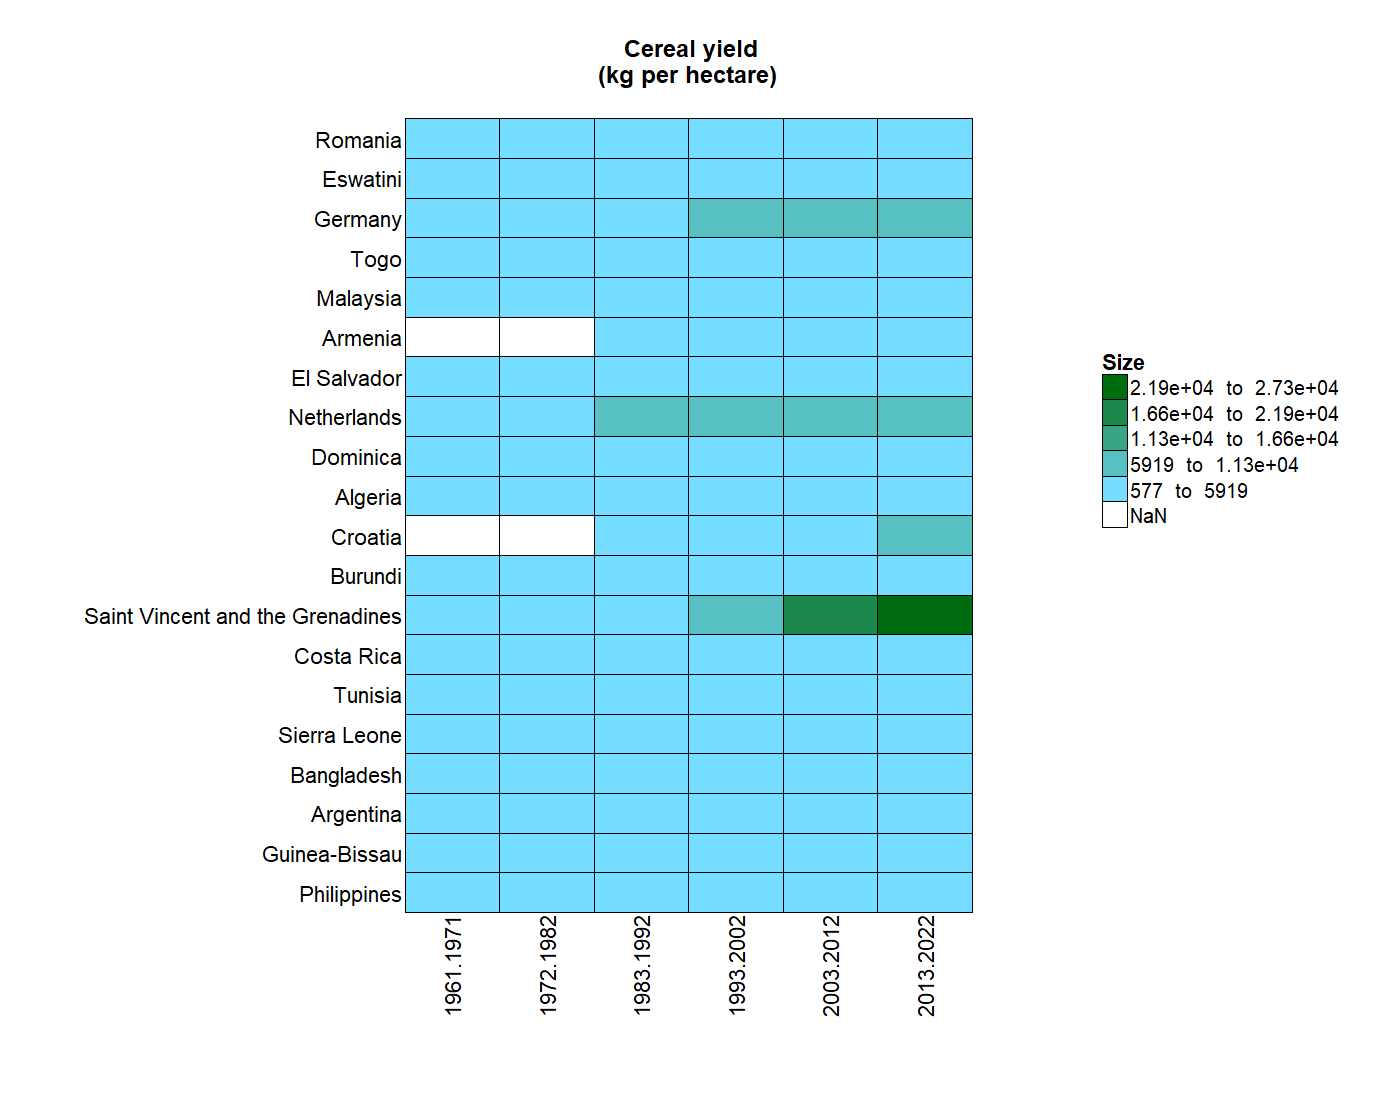 Cereal yield
(kg per hectare)
Romania
Eswatini
Germany
Togo
Malaysia
Armenia
El Salvador
Netherlands
Dominica
Algeria
Croatia
Burundi
Saint Vincent and the Grenadines
Costa Rica
Tunisia
Sierra Leone
Bangladesh
Argentina
Guinea-Bissau
Philippines
1961.1971
1972.1982
1983.1992
1993.2002
2003.2012
2013.2022
Size
2.19e+04 to 2.73e+04
1.66e+04 to 2.19e+04
1.13e+04 to 1.66e+04
5919 to 1.13e+04
577 to 5919
NaN